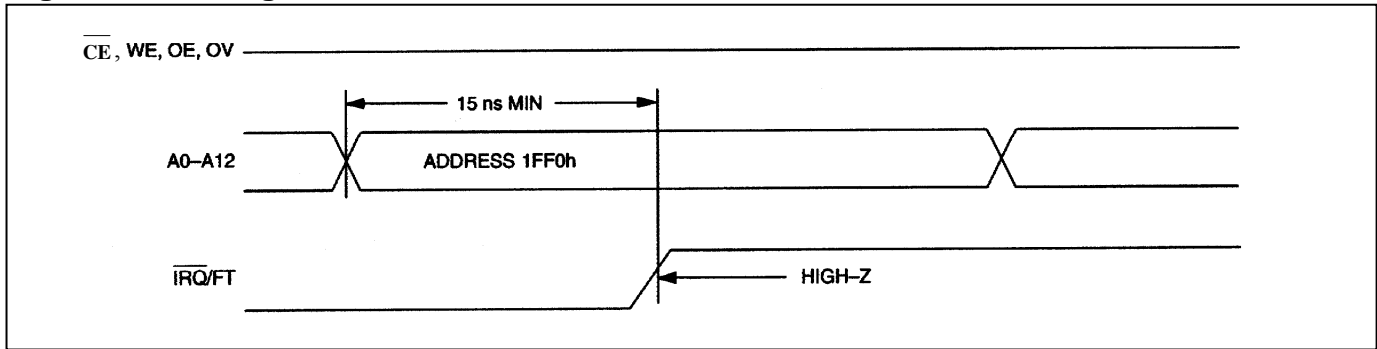 CE, WE, OE, OV
15 ns MIN
A0–A12
ADDRESS 1FF0h
IRQ/FT
HIGH–Z